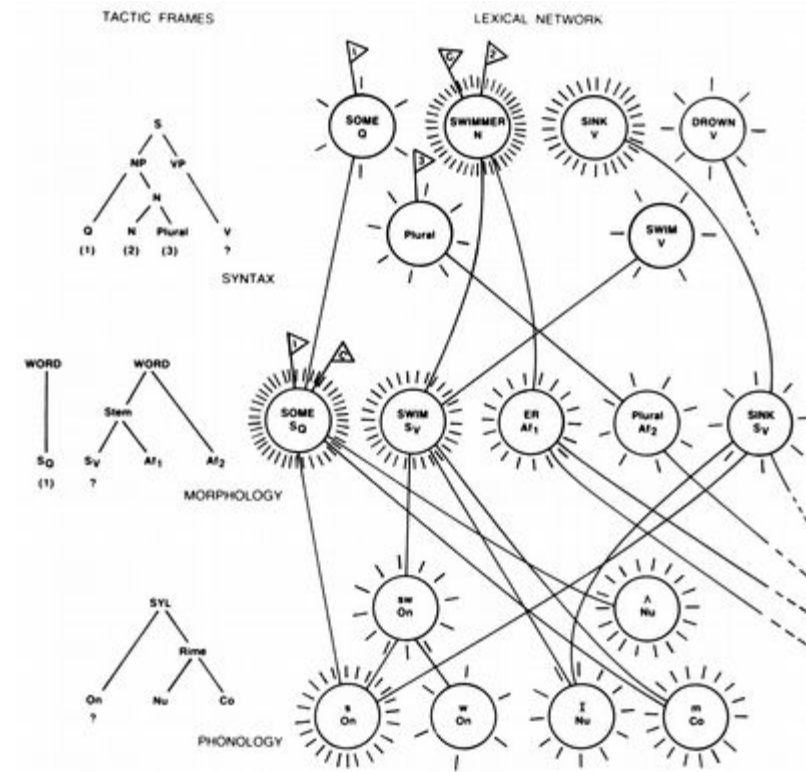 TACTIC FRAMES
LEXICAL NETWORK
1
C
2
SOME
Q
SWIMMER
N
SINK
V
DROWN
V
S
NP
VP
N
3
Q
N
Plural
V
(1)
(2)
(3)
?
Plural
SWIM
V
SYNTAX
1
C
WORD
WORD
Stem
SOME
SQ
SWIM
SV
ER
Af1
Plural
Af2
SINK
SV
SQ
SV
Af1
Af2
(1)
?
MORPHOLOGY
SYL
sw
On
Λ
Nu
Rime
On
Nu
Co
?
s
On
w
On
I
Nu
m
Co
PHONOLOGY